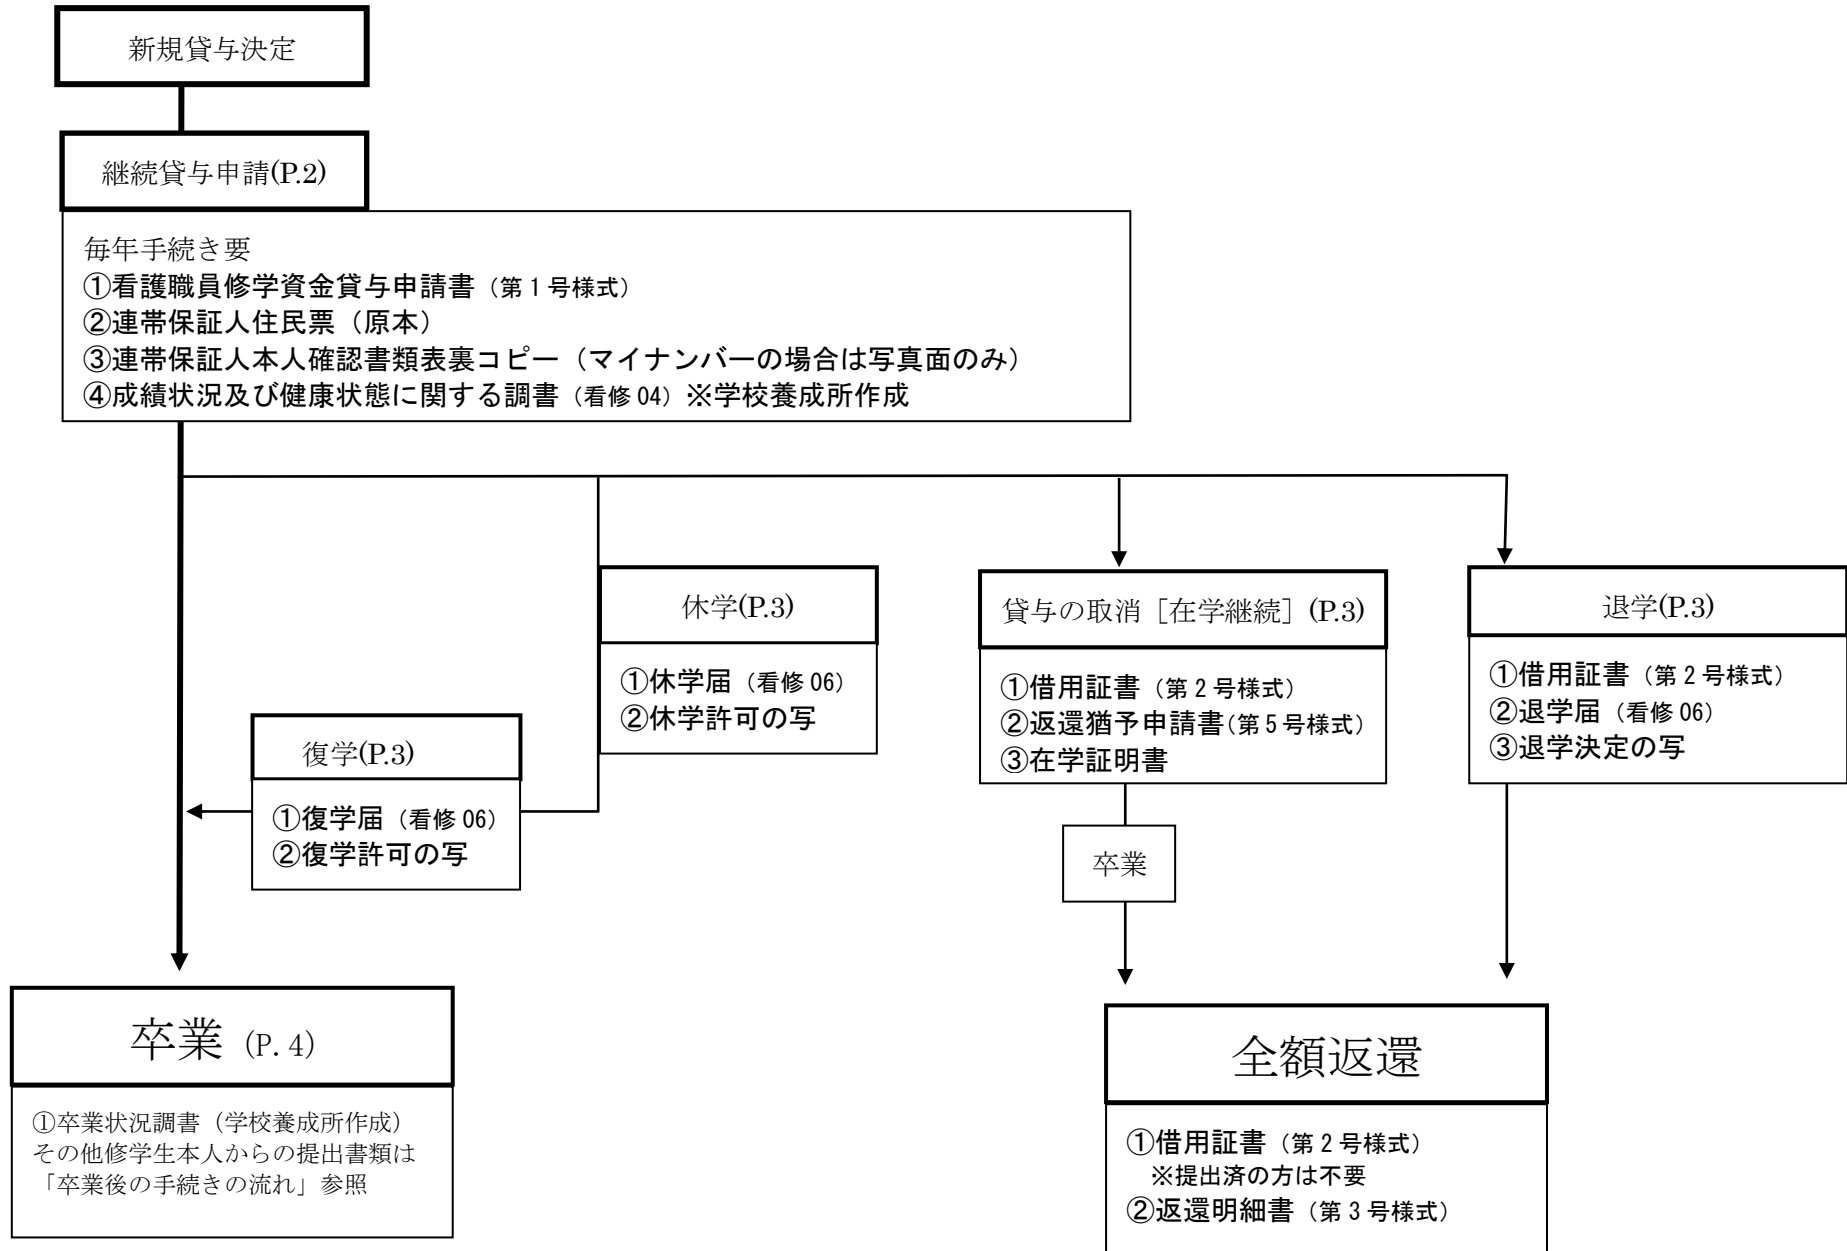 新規貸与決定
継続貸与申請(P.2)
毎年手続き要
①看護職員修学資金貸与申請書（第１号様式）
②連帯保証人住民票（原本）
③連帯保証人本人確認書類表裏コピー（マイナンバーの場合は写真面のみ）
④成績状況及び健康状態に関する調書（看修04）※学校養成所作成
休学(P.3)
①休学届（看修06）
②休学許可の写
復学(P.3)
①復学届（看修06）
②復学許可の写
貸与の取消［在学継続］(P.3)
①借用証書（第２号様式）
②返還猶予申請書(第５号様式)
③在学証明書
卒業
退学(P.3)
①借用証書（第２号様式）
②退学届（看修06）
③退学決定の写
卒業（P.4）
①卒業状況調書（学校養成所作成）
その他修学生本人からの提出書類は
「卒業後の手続きの流れ」参照
全額返還
①借用証書（第２号様式）
※提出済の方は不要
②返還明細書（第３号様式）